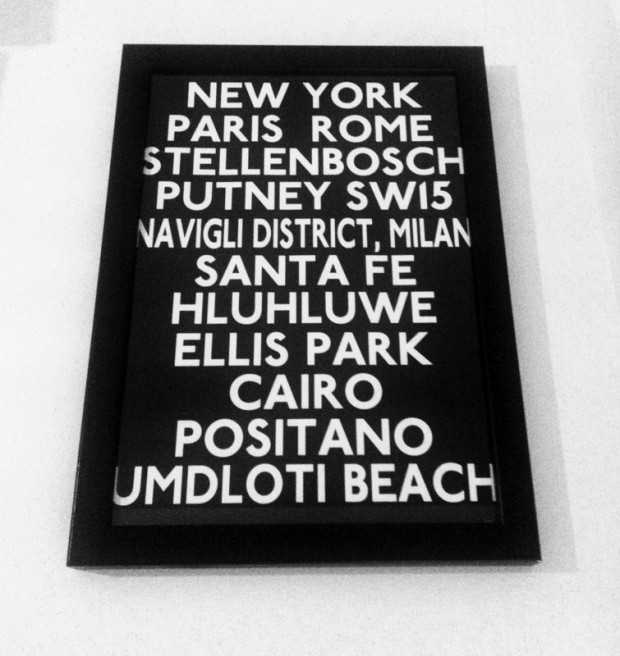 NEW YORK
PARIS ROME
STELLENBOSCH
PUTNEY SW15
NAVIGLI DISTRICT, MILAN
SANTA FE
HLUHLUWE
ELLIS PARK
CAIRO
POSITANO
UMDLOTI BEACH